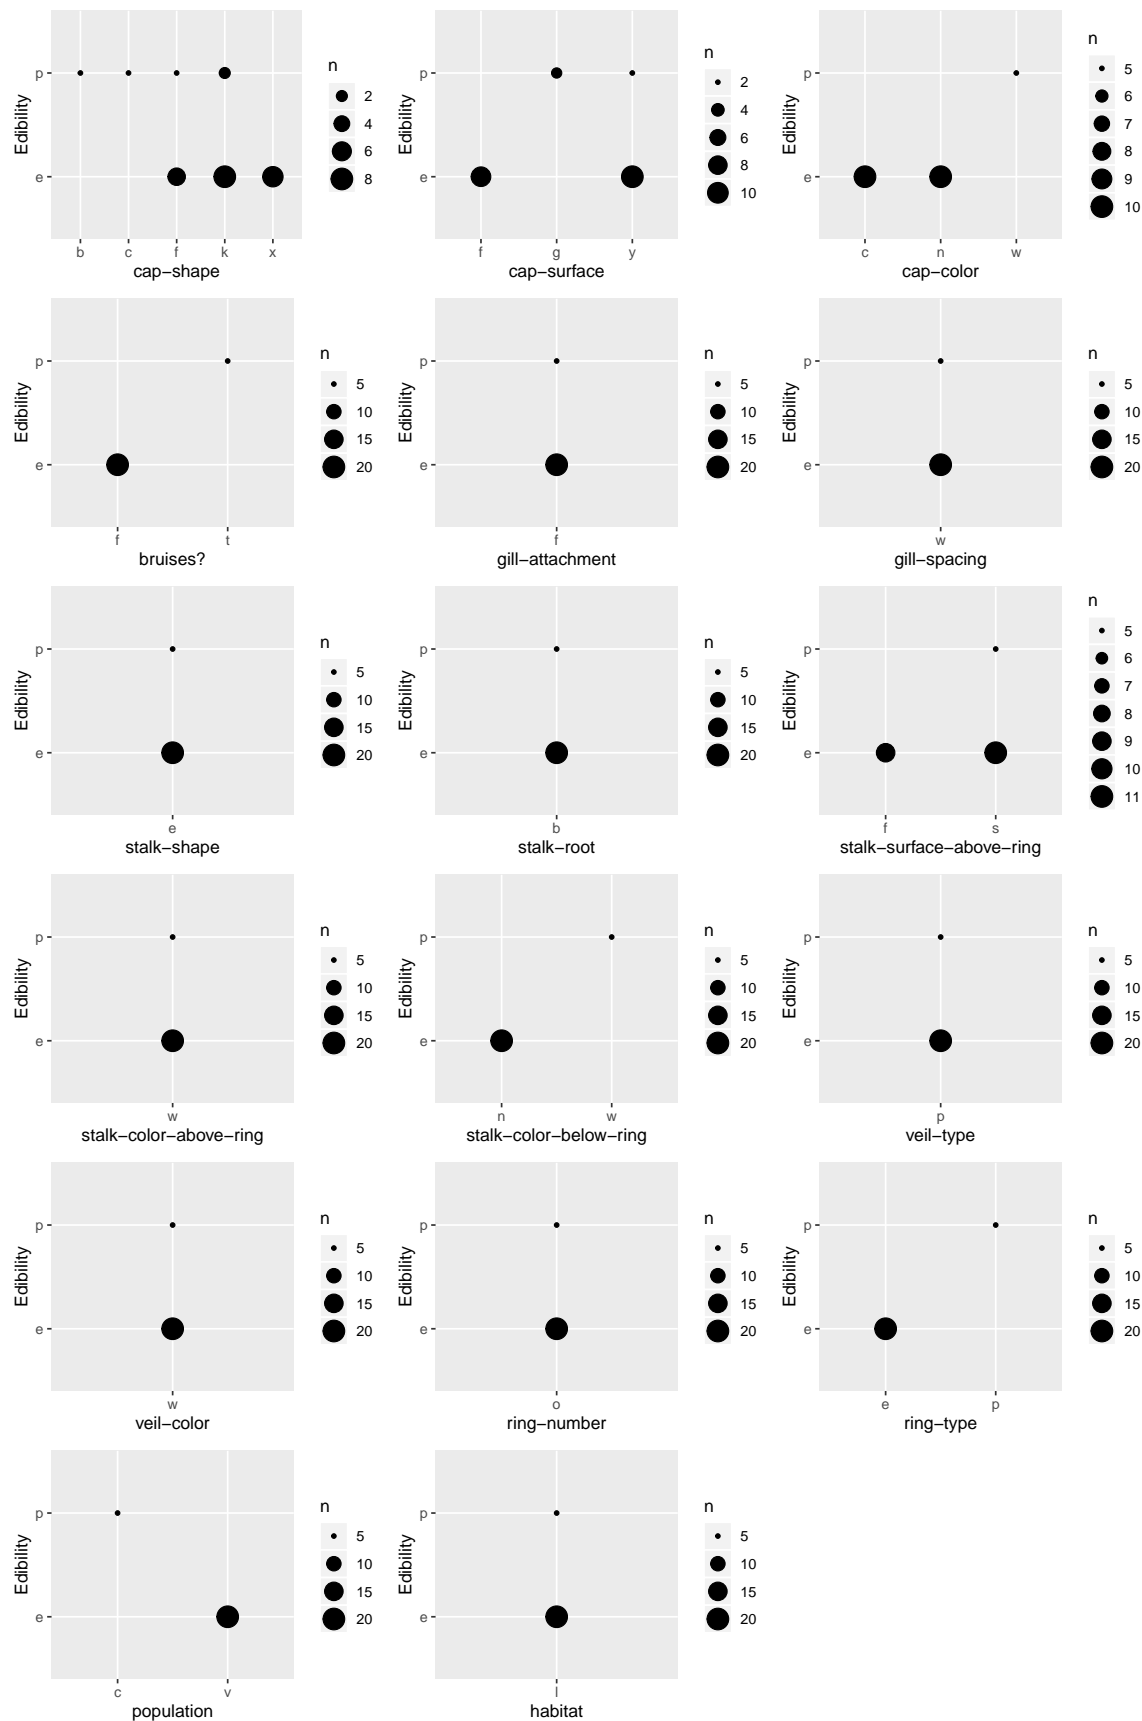 Edibility
p
e
b c f k x
cap−shape
n
2
4
6
8
Edibility
p
e
f g y
cap−surface
n
2
4
6
8
10
Edibility
p
e
c n w
cap−color
n
5
6
7
8
9
10
Edibility
p
e
f t
bruises?
n
5
10
15
20
Edibility
p
e
f
gill−attachment
n
5
10
15
20
Edibility
p
e
w
gill−spacing
n
5
10
15
20
Edibility
p
e
e
stalk−shape
n
5
10
15
20
Edibility
p
e
b
stalk−root
n
5
10
15
20
Edibility
p
e
f s
stalk−surface−above−ring
n
5
6
7
8
9
10
11
Edibility
p
e
w
stalk−color−above−ring
n
5
10
15
20
Edibility
p
e
n w
stalk−color−below−ring
n
5
10
15
20
Edibility
p
e
p
veil−type
n
5
10
15
20
Edibility
p
e
w
veil−color
n
5
10
15
20
Edibility
p
e
o
ring−number
n
5
10
15
20
Edibility
p
e
e p
ring−type
n
5
10
15
20
Edibility
p
e
c v
population
n
5
10
15
20
Edibility
p
e
l
habitat
n
5
10
15
20